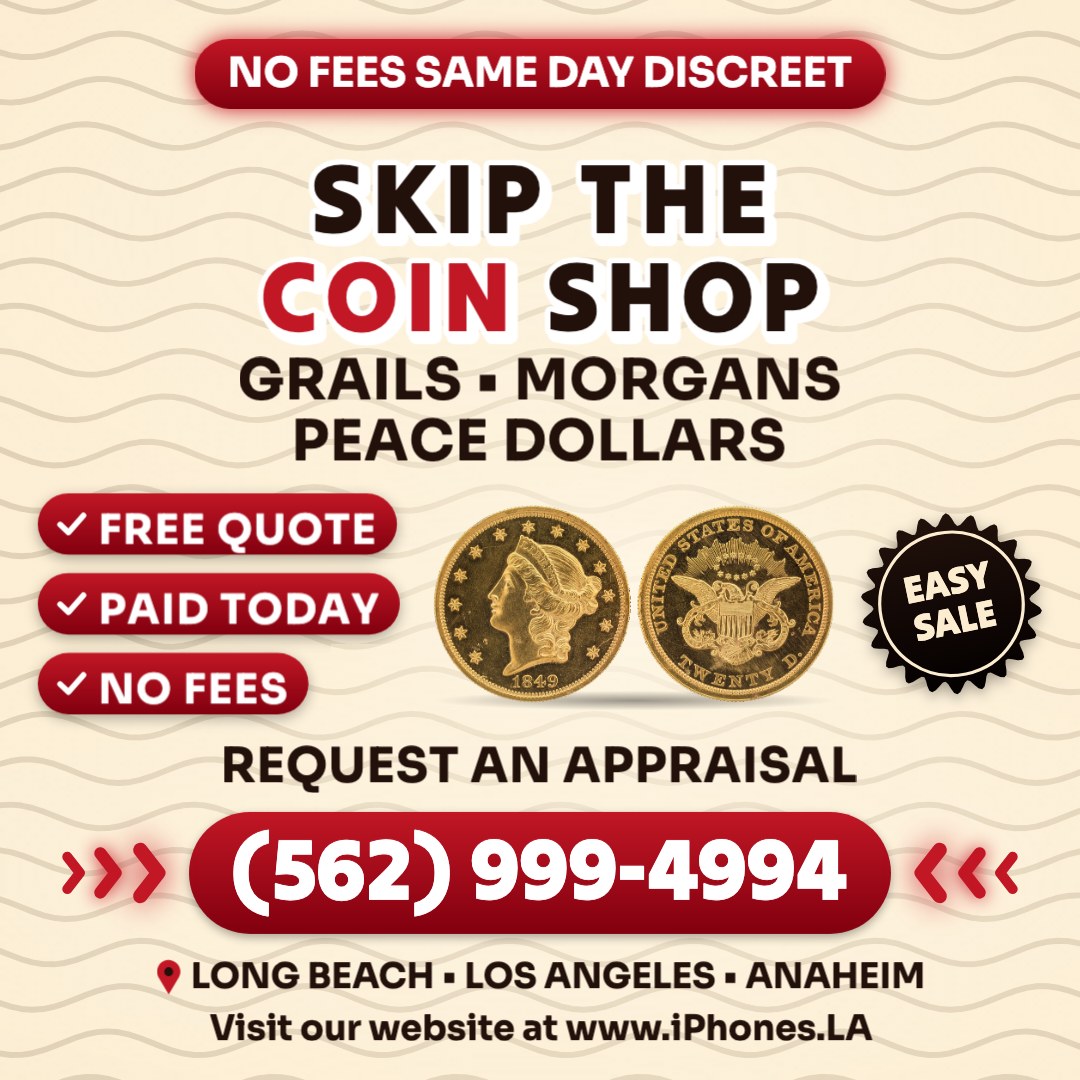 NO FEES SAME DAY DISCREET
SKIP THE
COIN SHOP
GRAILS ▪ MORGANS
PEACE DOLLARS
✓ FREE QUOTE
✓ PAID TODAY
✓ NO FEES
1849
UNITED STATES OF AMERICA
TWENTY D.
EASY
SALE
REQUEST AN APPRAISAL
(562) 999-4994
LONG BEACH ▪ LOS ANGELES ▪ ANAHEIM
Visit our website at www.iPhones.LA